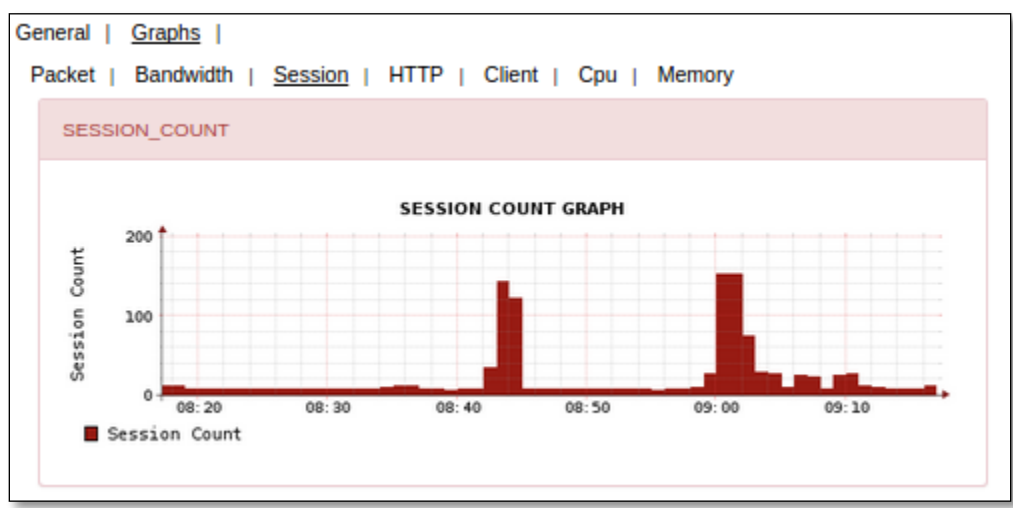 General | Graphs |
Packet | Bandwidth | Session | HTTP | Client | Cpu | Memory
SESSION_COUNT
SESSION COUNT GRAPH
Session Count
200
100
0
08:20 08:30 08:40 08:50 09:00 09:10
Session Count